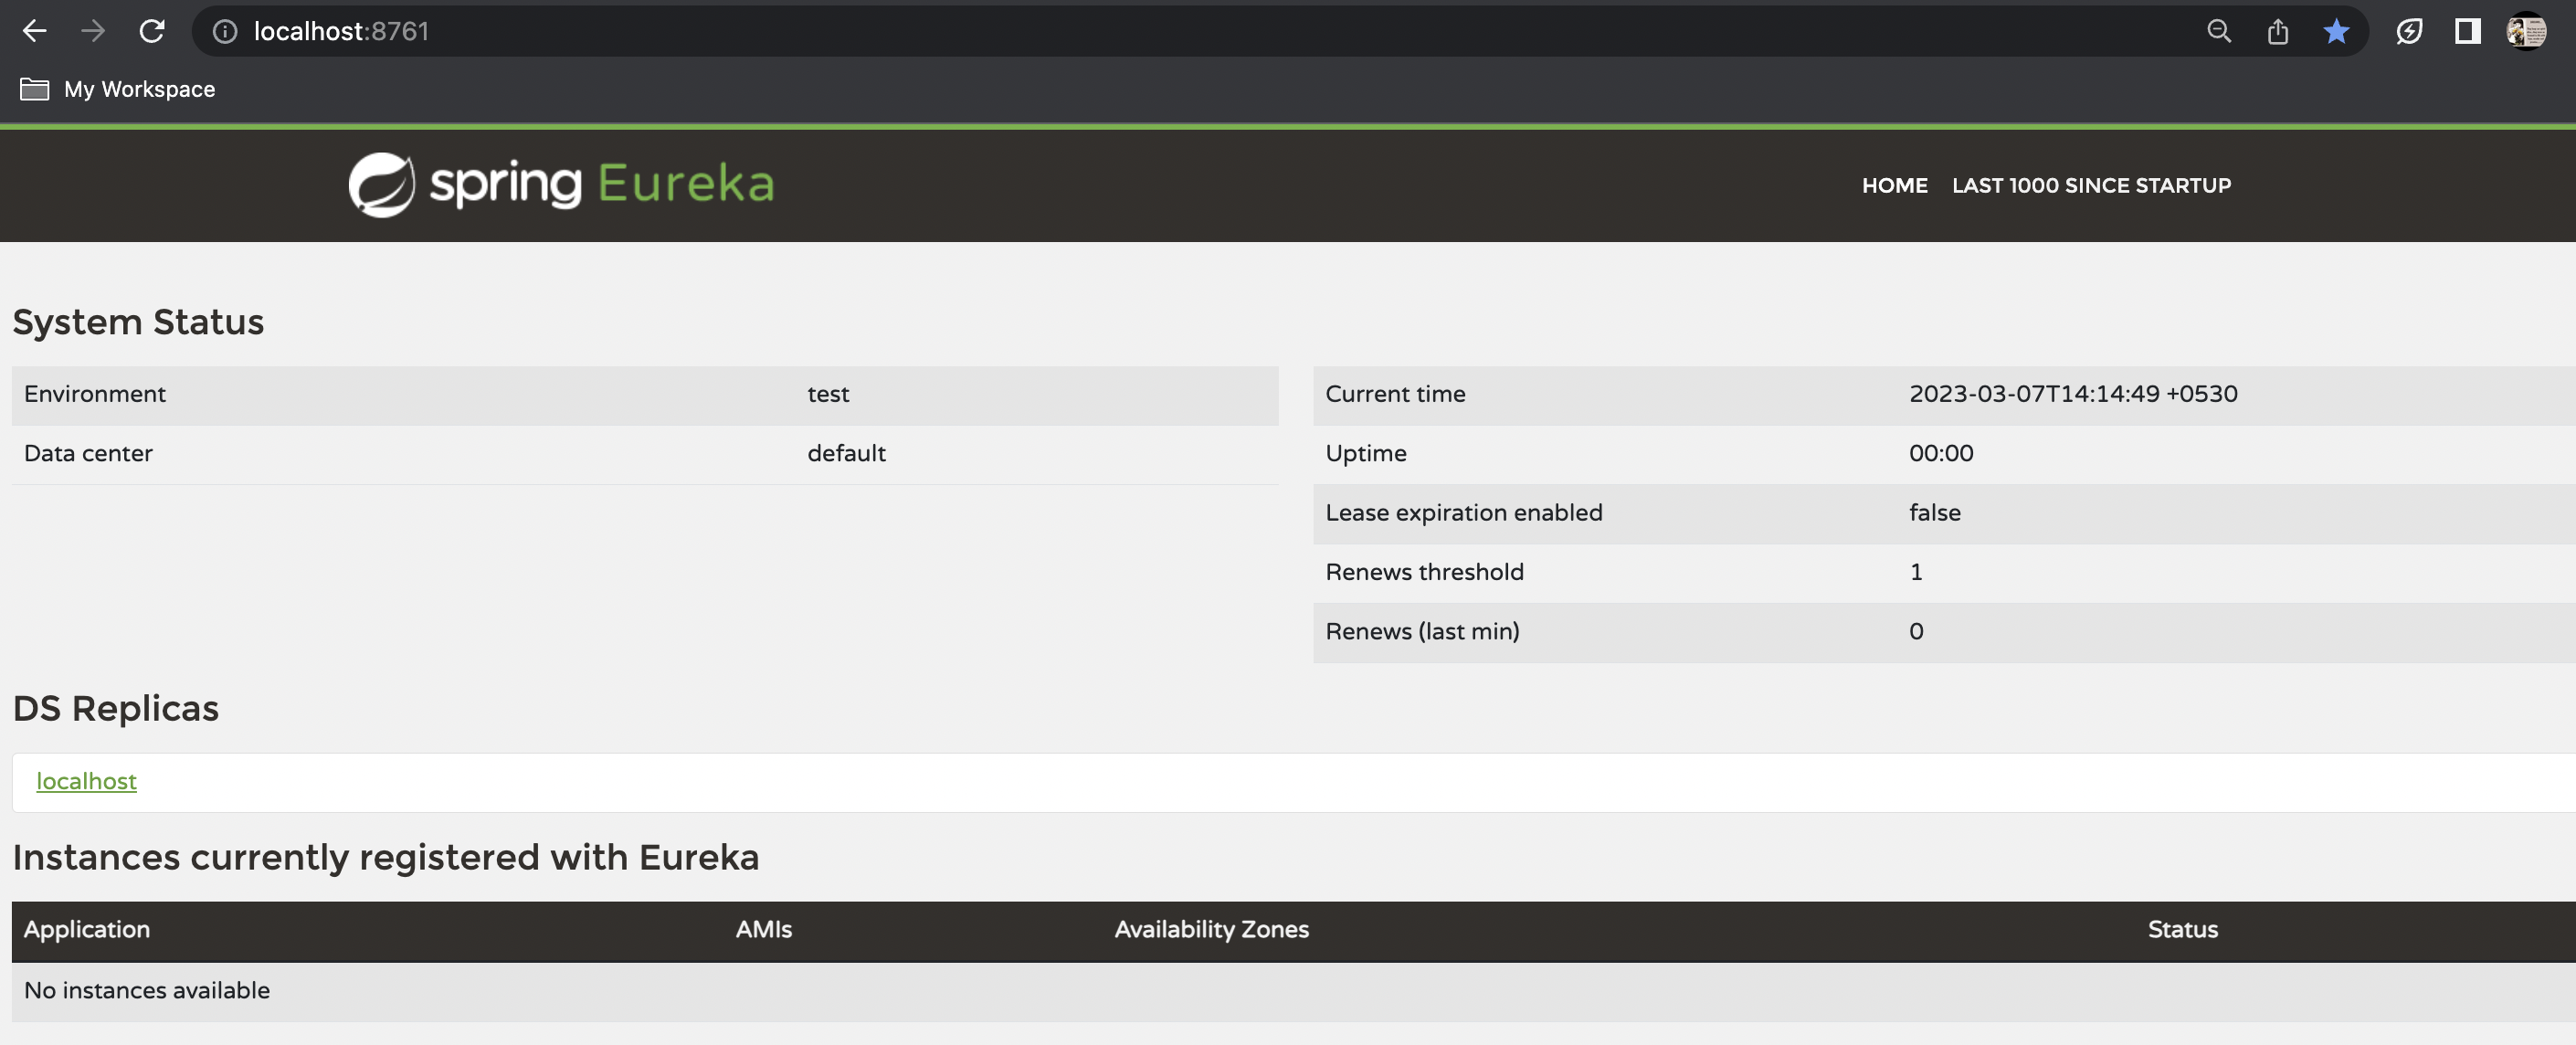 localhost:8761
My Workspace
spring Eureka
HOME LAST 1000 SINCE STARTUP
System Status
Environment test
Data center default
Current time 2023-03-07T14:14:49 +0530
Uptime 00:00
Lease expiration enabled false
Renews threshold 1
Renews (last min) 0
DS Replicas
localhost
Instances currently registered with Eureka
Application AMIs Availability Zones Status
No instances available